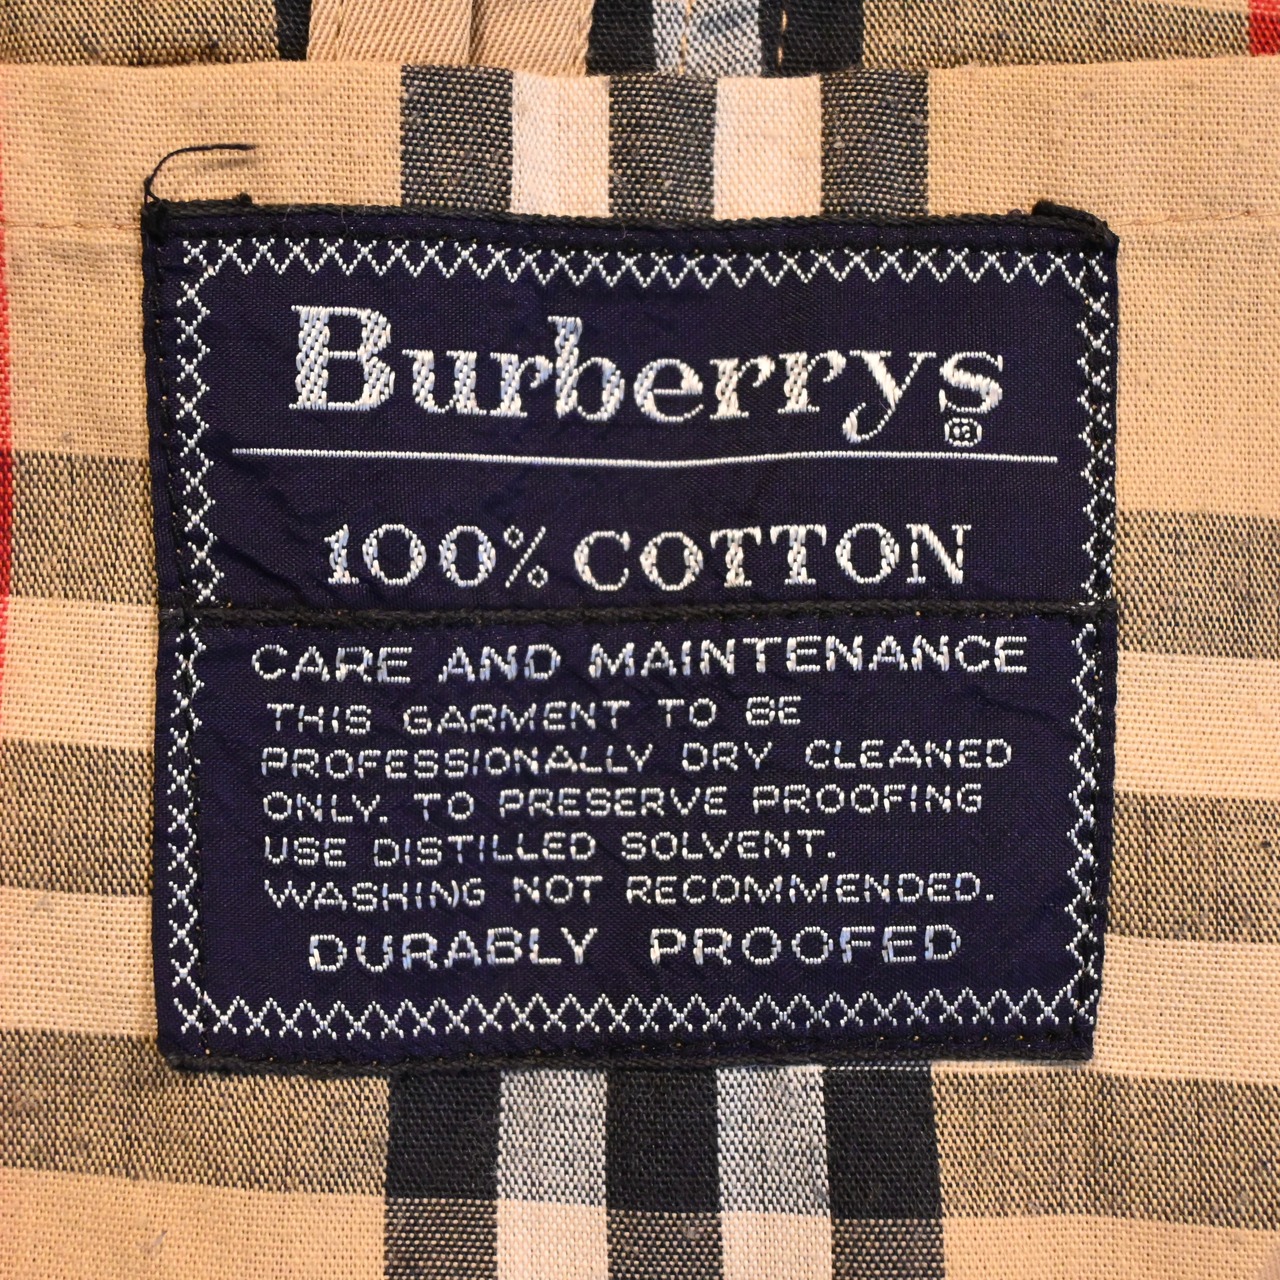 Burberrys®
100% COTTON
CARE AND MAINTENANCE
THIS GARMENT TO BE
PROFESSIONALLY DRY CLEANED
ONLY. TO PRESERVE PROOFING
USE DISTILLED SOLVENT.
WASHING NOT RECOMMENDED.
DURABLY PROOFED